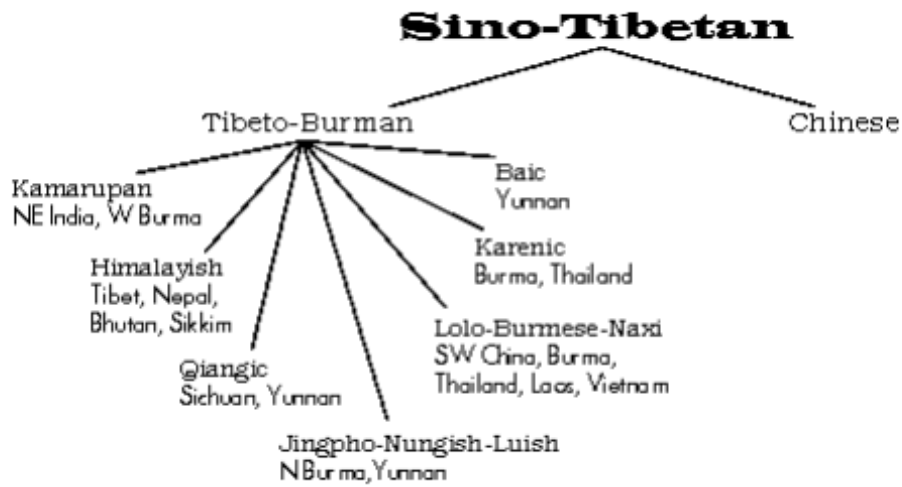 Sino-Tibetan
Tibeto-Burman
Chinese
Kamarupan
NE India, W Burma
Baic
Yunnan
Himalayish
Tibet, Nepal,
Bhutan, Sikkim
Karenic
Burma, Thailand
Qiangic
Sichuan, Yunnan
Lolo-Burmese-Naxi
SW China, Burma,
Thailand, Laos, Vietnam
Jingpho-Nungish-Luish
N Burma, Yunnan